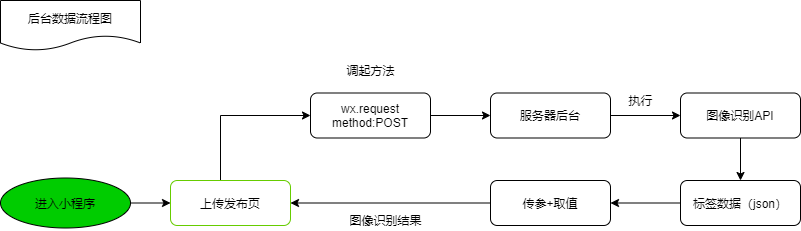 后台数据流程图
调起方法
wx.request
method:POST
服务器后台
执行
图像识别API
进入小程序
上传发布页
图像识别结果
传参+取值
标签数据（json）